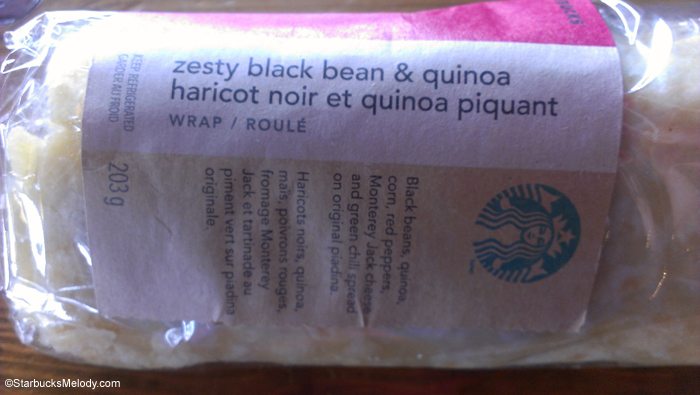 zesty black bean & quinoa
haricot noir et quinoa piquant
WRAP / ROULÉ
KEEP REFRIGERATED
GARDER AU FROID
203 g
Black beans, quinoa,
corn, red peppers,
Monterey Jack cheese
and green chili spread
on original piadina.
Haricots noirs, quinoa,
maïs, poivrons rouges,
fromage Monterey
Jack et tartinade au
piment vert sur piadina
originale.
©StarbucksMelody.com